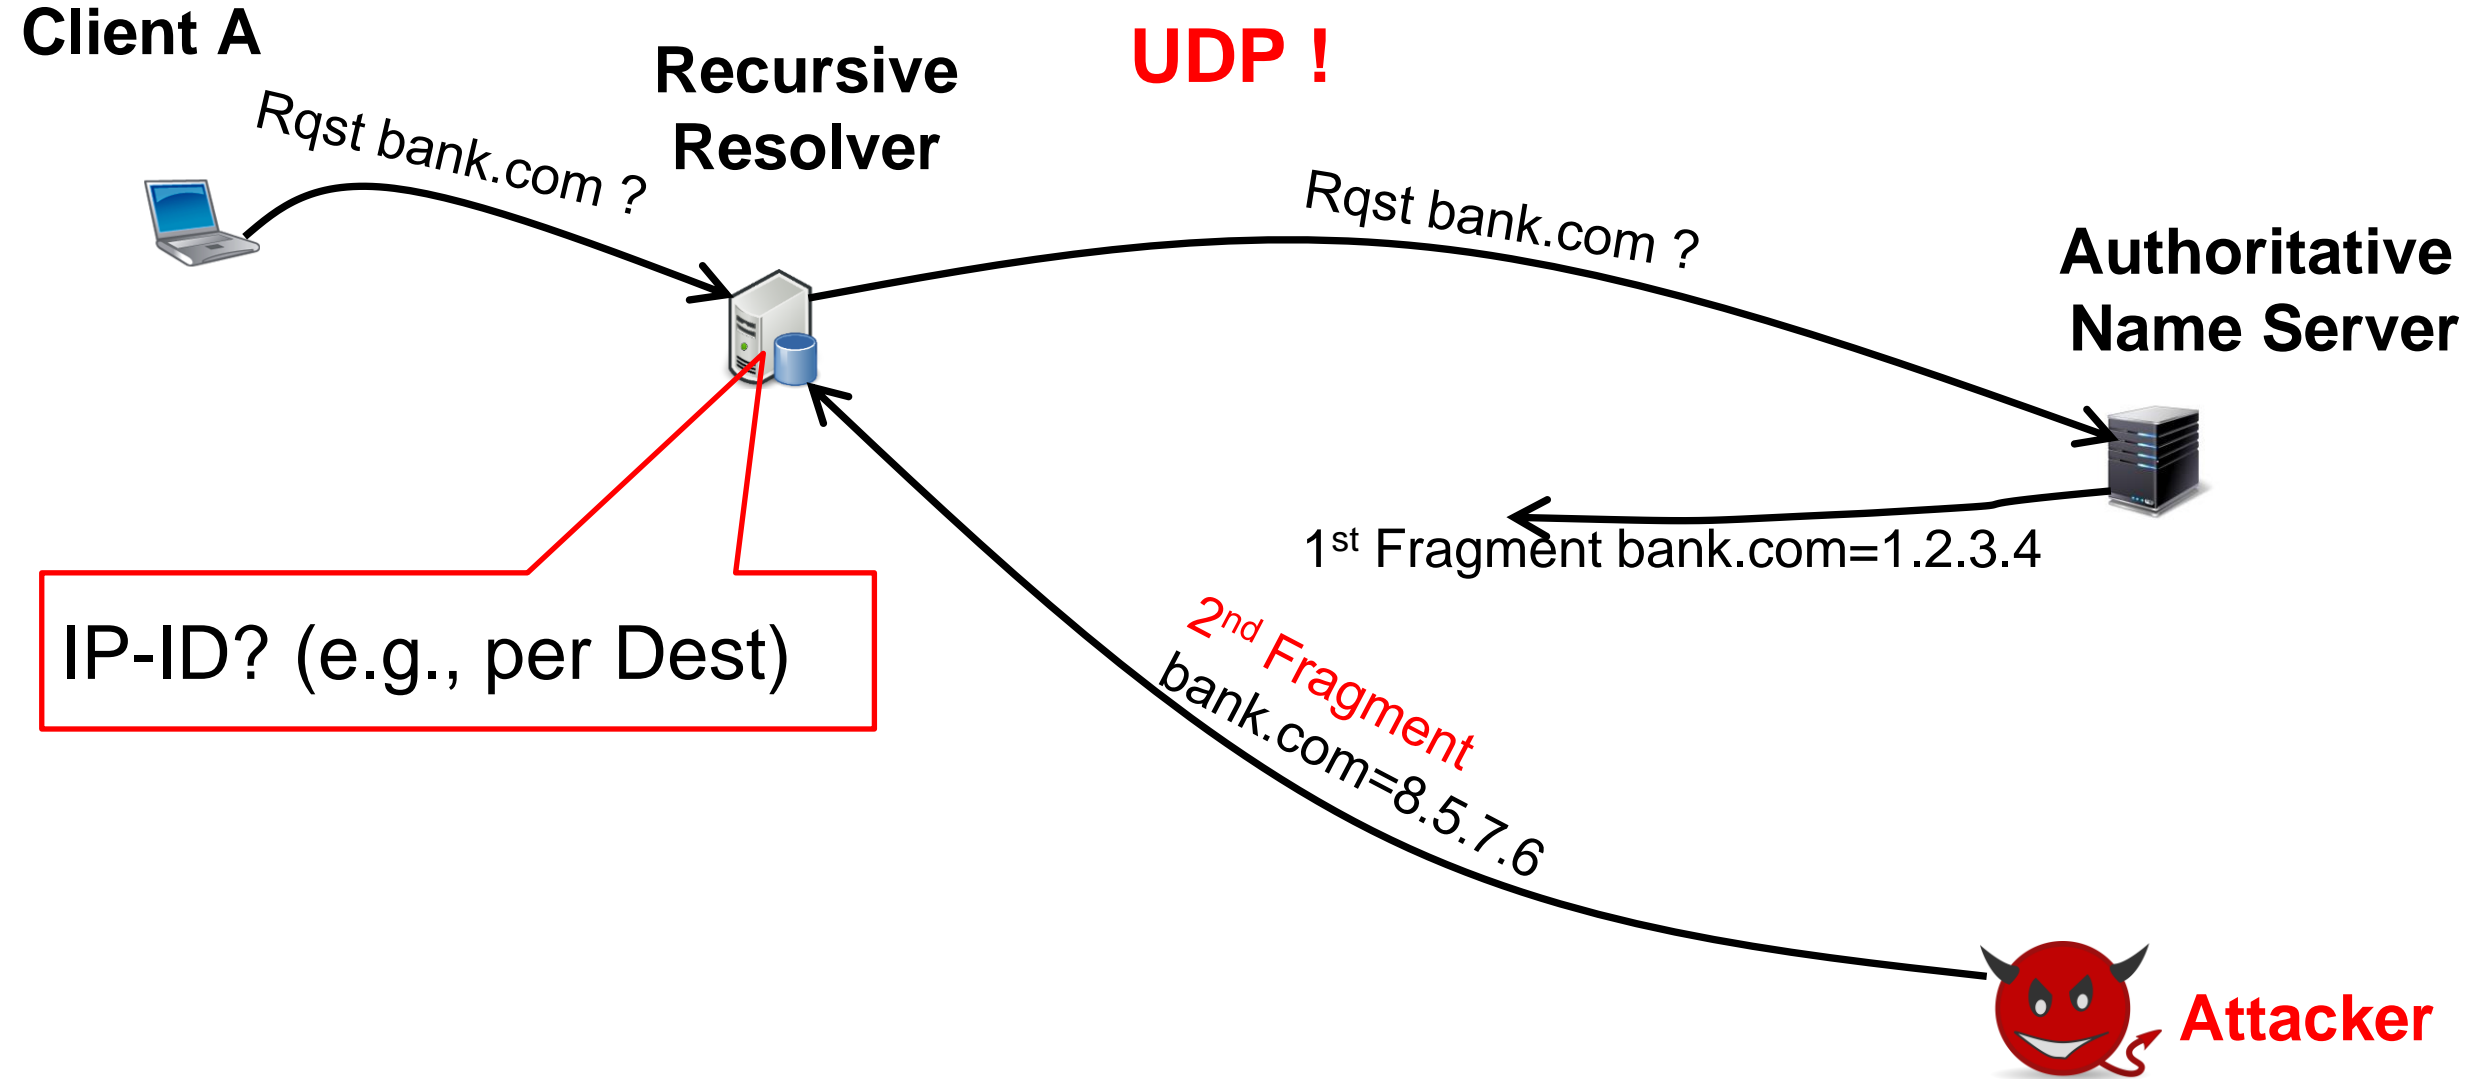 Client A
Recursive
Resolver
UDP !
Rqst bank.com ?
Rqst bank.com ?
Authoritative
Name Server
1st Fragment bank.com=1.2.3.4
2nd Fragment
bank.com=8.5.7.6
IP-ID? (e.g., per Dest)
Attacker